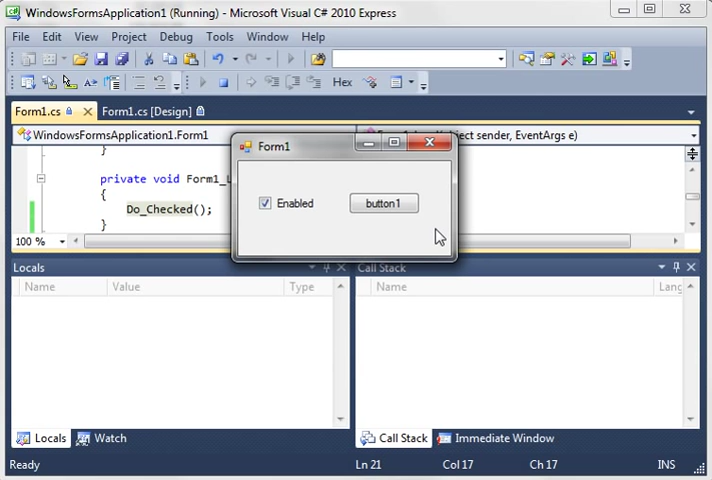 WindowsFormsApplication1 (Running) - Microsoft Visual C# 2010 Express
File Edit View Project Debug Tools Window Help
Hex
Form1.cs Form1.cs [Design]
WindowsFormsApplication1.Form1 object sender, EventArgs e)
Form1
}
private void Form1_L
{
Do_Checked();
}
Enabled button1
100 %
Locals Call Stack
Name Value Type Name Lang
Locals Watch Call Stack Immediate Window
Ready Ln 21 Col 17 Ch 17 INS